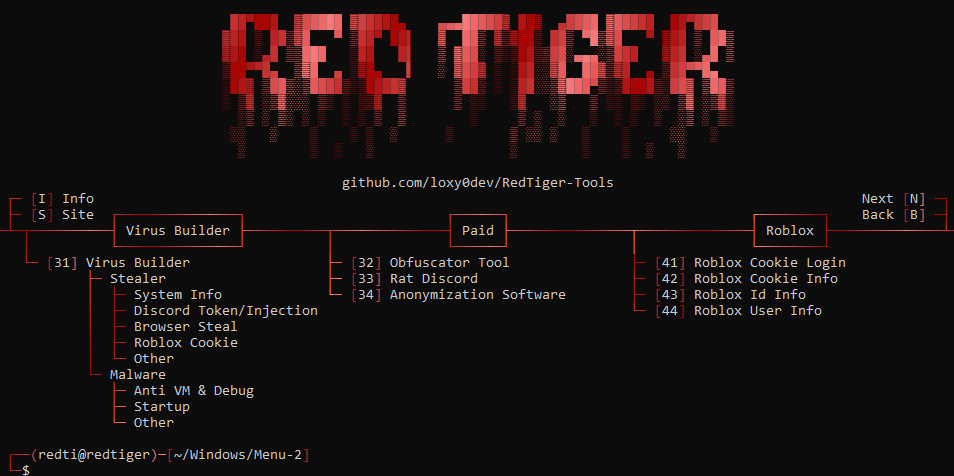 RED TIGER
github.com/loxy0dev/RedTiger-Tools
[I] Info
Next [N]
[S] Site
Back [B]
Virus Builder
Paid
Roblox
[31] Virus Builder
[32] Obfuscator Tool
[41] Roblox Cookie Login
Stealer
[33] Rat Discord
[42] Roblox Cookie Info
System Info
[34] Anonymization Software
[43] Roblox Id Info
Discord Token/Injection
[44] Roblox User Info
Browser Steal
Roblox Cookie
Other
Malware
Anti VM & Debug
Startup
Other
(redti@redtiger)─[~/Windows/Menu-2]
$